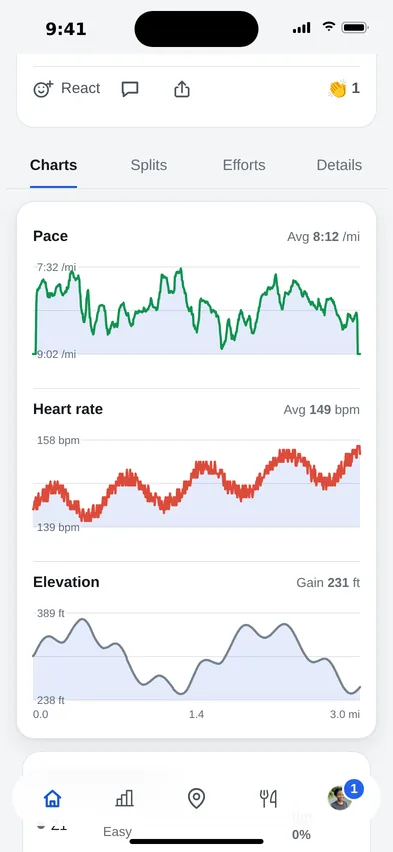 9:41
React
1
Charts Splits Efforts Details
Pace Avg 8:12 /mi
7:32 /mi
9:02 /mi
Heart rate Avg 149 bpm
158 bpm
139 bpm
Elevation Gain 231 ft
389 ft
238 ft
0.0 1.4 3.0 mi
1
21 Easy
0%